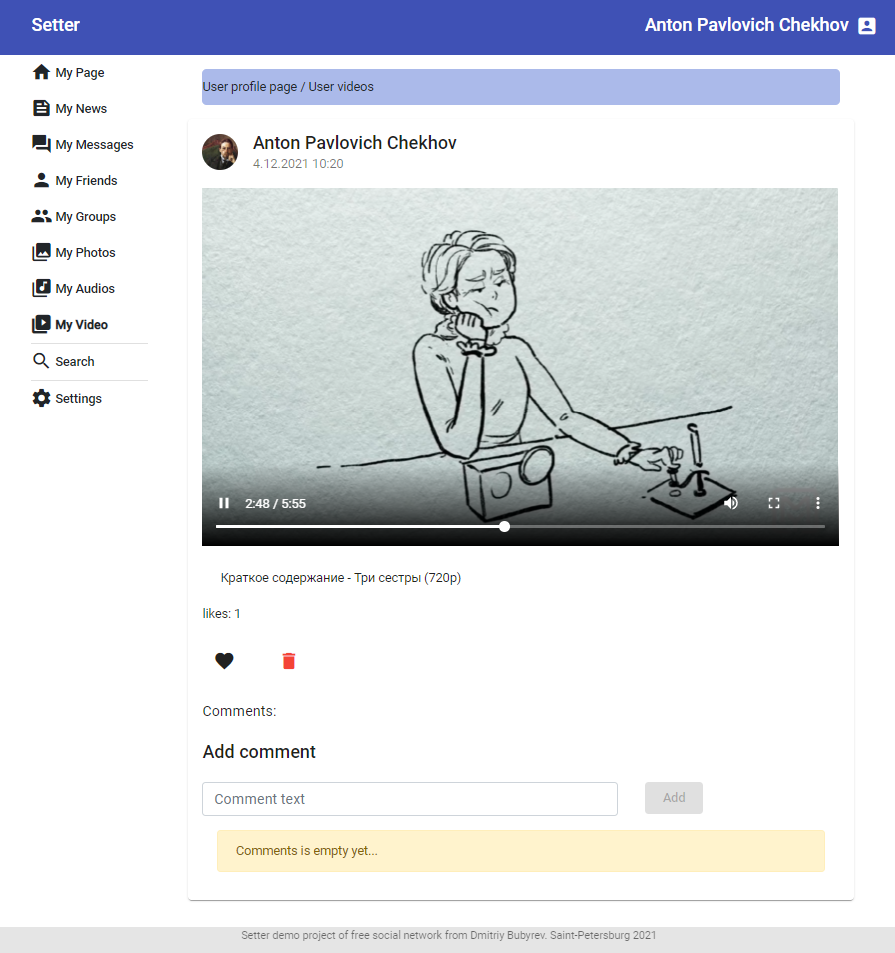 Setter
Anton Pavlovich Chekhov
My Page
My News
My Messages
My Friends
My Groups
My Photos
My Audios
My Video
Search
Settings
User profile page / User videos
Anton Pavlovich Chekhov
4.12.2021 10:20
2:48 / 5:55
Краткое содержание - Три сестры (720p)
likes: 1
Comments:
Add comment
Comment text
Add
Comments is empty yet...
Setter demo project of free social network from Dmitriy Bubyrev. Saint-Petersburg 2021